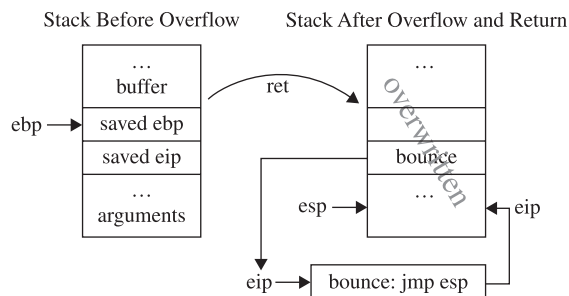 Stack Before Overflow
Stack After Overflow and Return
...
buffer
saved ebp
saved eip
...
arguments
ebp
ret
...
overwritten
bounce
...
esp
eip
eip
bounce: jmp esp